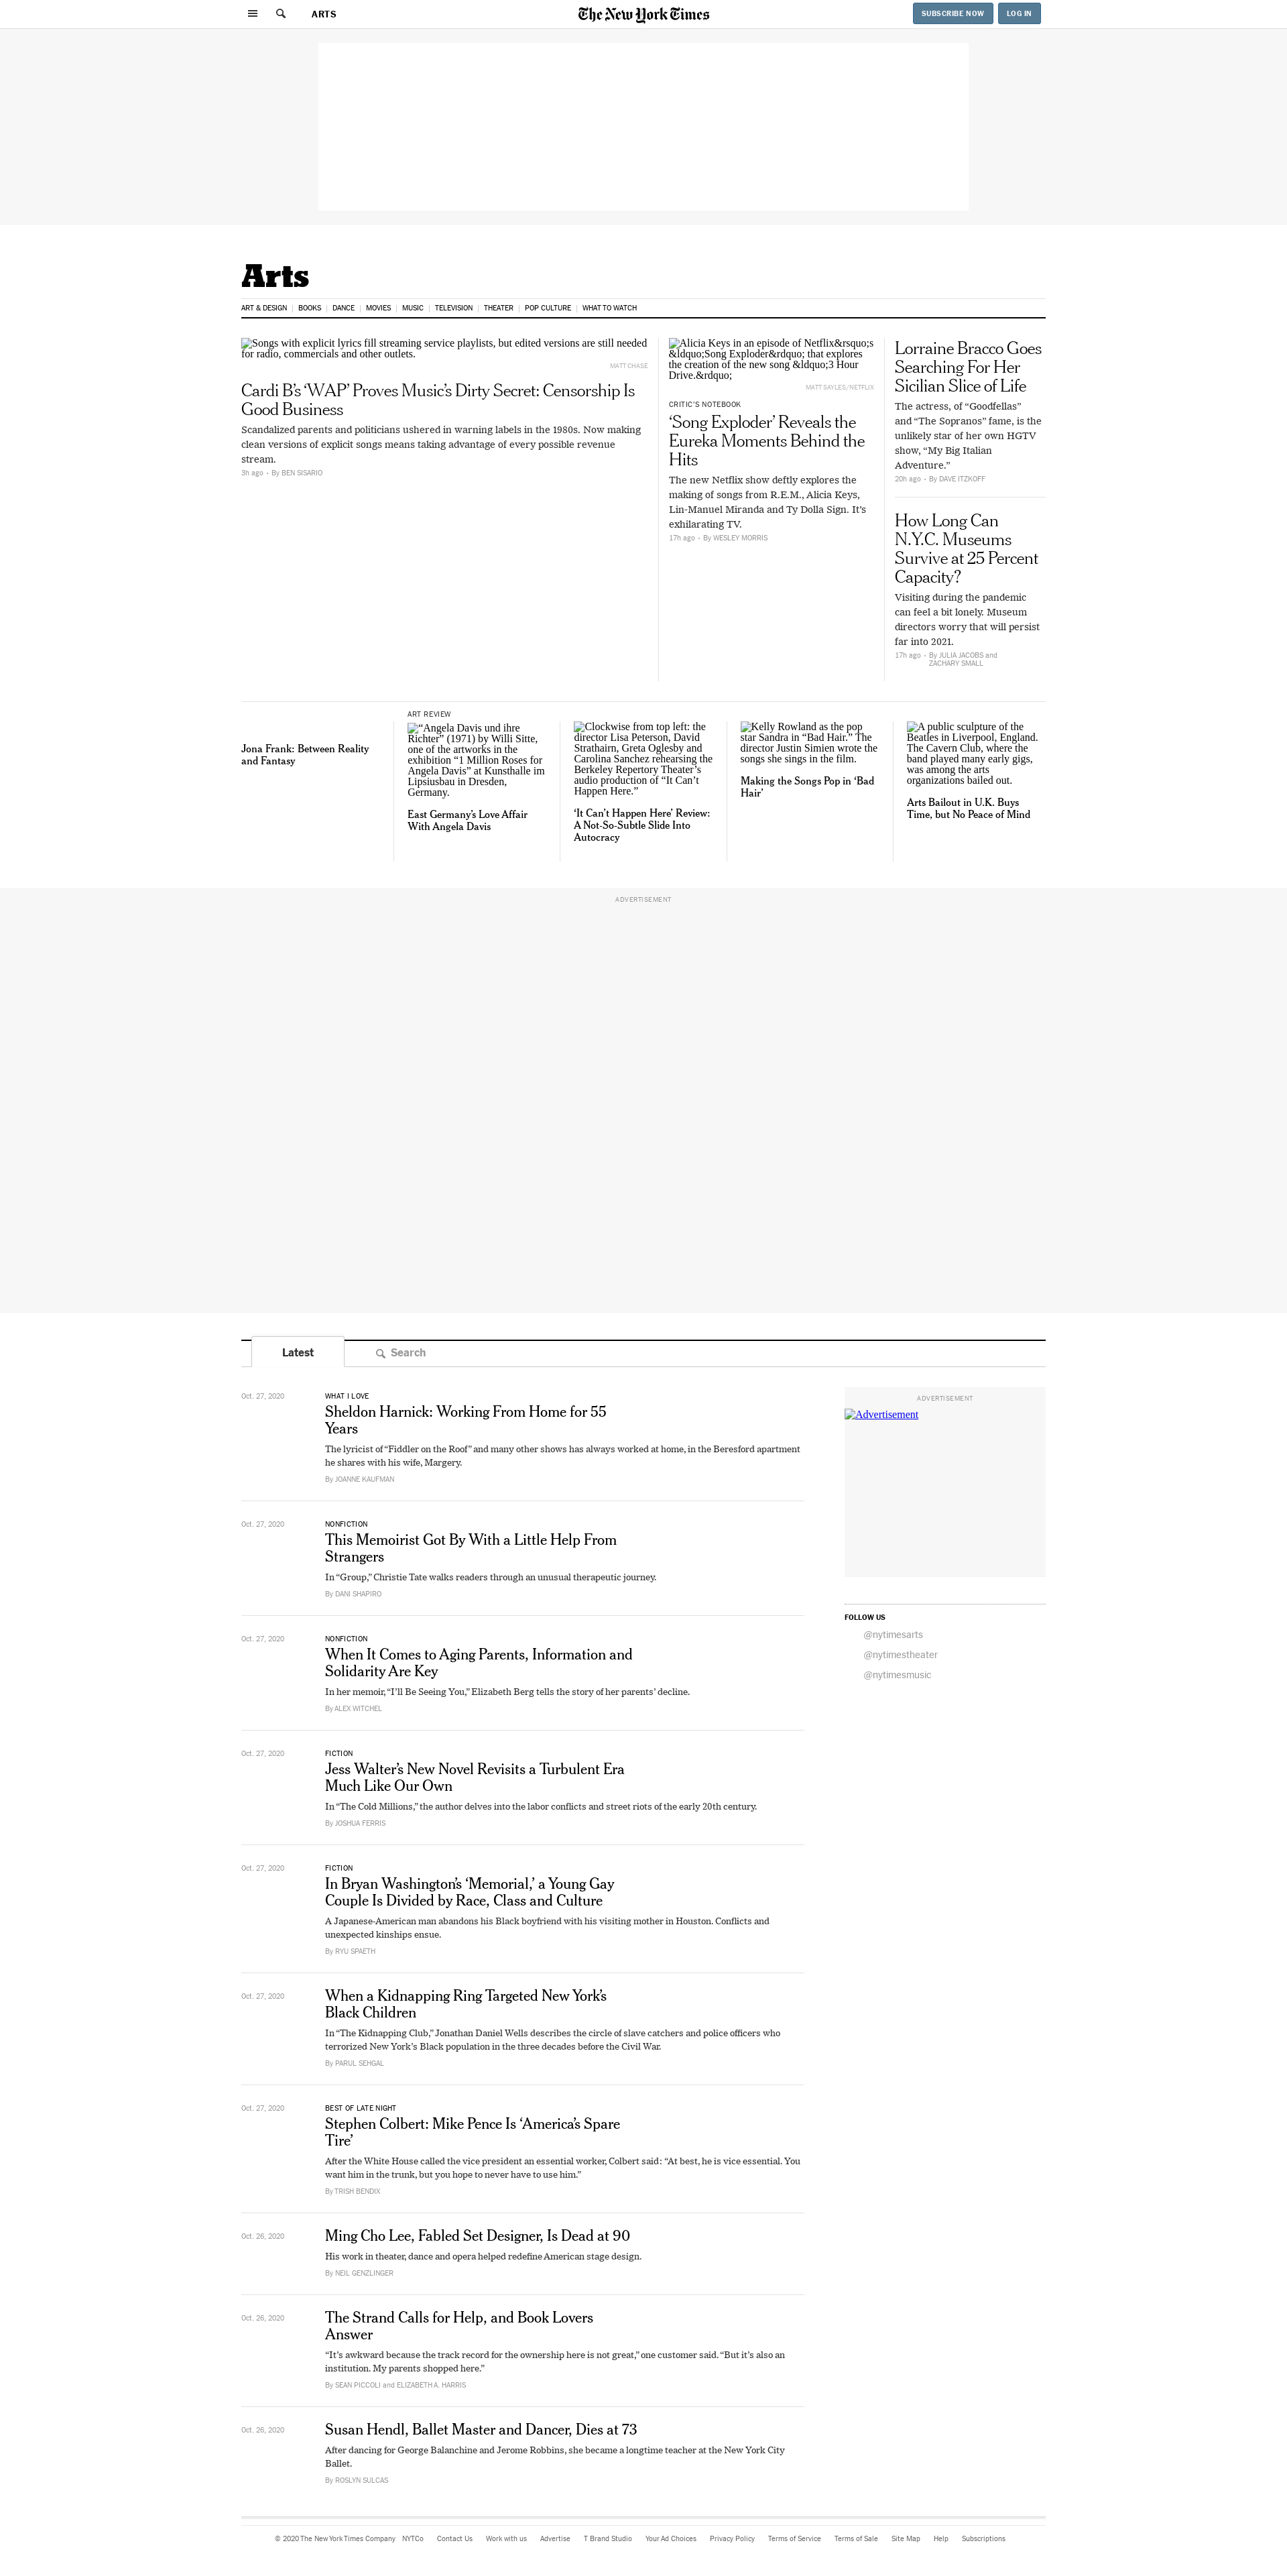 ARTS
The New York Times
SUBSCRIBE NOW
LOG IN
Arts
ART & DESIGN
BOOKS
DANCE
MOVIES
MUSIC
TELEVISION
THEATER
POP CULTURE
WHAT TO WATCH
Songs with explicit lyrics fill streaming service playlists, but edited versions are still needed
for radio, commercials and other outlets.
MATT CHASE
Cardi B’s ‘WAP’ Proves Music’s Dirty Secret: Censorship Is
Good Business
Scandalized parents and politicians ushered in warning labels in the 1980s. Now making
clean versions of explicit songs means taking advantage of every possible revenue
stream.
3h ago - By BEN SISARIO
Alicia Keys in an episode of Netflix&rsquo;s
&ldquo;Song Exploder&rdquo; that explores
the creation of the new song &ldquo;3 Hour
Drive.&rdquo;
MATT SAYLES/NETFLIX
CRITIC’S NOTEBOOK
‘Song Exploder’ Reveals the
Eureka Moments Behind the
Hits
The new Netflix show deftly explores the
making of songs from R.E.M., Alicia Keys,
Lin-Manuel Miranda and Ty Dolla Sign. It’s
exhilarating TV.
17h ago - By WESLEY MORRIS
Lorraine Bracco Goes
Searching For Her
Sicilian Slice of Life
The actress, of “Goodfellas”
and “The Sopranos” fame, is the
unlikely star of her own HGTV
show, “My Big Italian
Adventure.”
20h ago - By DAVE ITZKOFF
How Long Can
N.Y.C. Museums
Survive at 25 Percent
Capacity?
Visiting during the pandemic
can feel a bit lonely. Museum
directors worry that will persist
far into 2021.
17h ago - By JULIA JACOBS and
ZACHARY SMALL
Jona Frank: Between Reality
and Fantasy
ART REVIEW
“Angela Davis und ihre
Richter” (1971) by Willi Sitte,
one of the artworks in the
exhibition “1 Million Roses for
Angela Davis” at Kunsthalle im
Lipsiusbau in Dresden,
Germany.
East Germany’s Love Affair
With Angela Davis
Clockwise from top left: the
director Lisa Peterson, David
Strathairn, Greta Oglesby and
Carolina Sanchez rehearsing the
Berkeley Repertory Theater’s
audio production of “It Can’t
Happen Here.”
‘It Can’t Happen Here’ Review:
A Not-So-Subtle Slide Into
Autocracy
Kelly Rowland as the pop
star Sandra in “Bad Hair.” The
director Justin Simien wrote the
songs she sings in the film.
Making the Songs Pop in ‘Bad
Hair’
A public sculpture of the
Beatles in Liverpool, England.
The Cavern Club, where the
band played many early gigs,
was among the arts
organizations bailed out.
Arts Bailout in U.K. Buys
Time, but No Peace of Mind
ADVERTISEMENT
Latest
Search
Oct. 27, 2020
WHAT I LOVE
Sheldon Harnick: Working From Home for 55
Years
The lyricist of “Fiddler on the Roof” and many other shows has always worked at home, in the Beresford apartment
he shares with his wife, Margery.
By JOANNE KAUFMAN
Oct. 27, 2020
NONFICTION
This Memoirist Got By With a Little Help From
Strangers
In “Group,” Christie Tate walks readers through an unusual therapeutic journey.
By DANI SHAPIRO
Oct. 27, 2020
NONFICTION
When It Comes to Aging Parents, Information and
Solidarity Are Key
In her memoir, “I’ll Be Seeing You,” Elizabeth Berg tells the story of her parents’ decline.
By ALEX WITCHEL
Oct. 27, 2020
FICTION
Jess Walter’s New Novel Revisits a Turbulent Era
Much Like Our Own
In “The Cold Millions,” the author delves into the labor conflicts and street riots of the early 20th century.
By JOSHUA FERRIS
Oct. 27, 2020
FICTION
In Bryan Washington’s ‘Memorial,’ a Young Gay
Couple Is Divided by Race, Class and Culture
A Japanese-American man abandons his Black boyfriend with his visiting mother in Houston. Conflicts and
unexpected kinships ensue.
By RYU SPAETH
Oct. 27, 2020
When a Kidnapping Ring Targeted New York’s
Black Children
In “The Kidnapping Club,” Jonathan Daniel Wells describes the circle of slave catchers and police officers who
terrorized New York’s Black population in the three decades before the Civil War.
By PARUL SEHGAL
Oct. 27, 2020
BEST OF LATE NIGHT
Stephen Colbert: Mike Pence Is ‘America’s Spare
Tire’
After the White House called the vice president an essential worker, Colbert said: “At best, he is vice essential. You
want him in the trunk, but you hope to never have to use him.”
By TRISH BENDIX
Oct. 26, 2020
Ming Cho Lee, Fabled Set Designer, Is Dead at 90
His work in theater, dance and opera helped redefine American stage design.
By NEIL GENZLINGER
Oct. 26, 2020
The Strand Calls for Help, and Book Lovers
Answer
“It’s awkward because the track record for the ownership here is not great,” one customer said. “But it’s also an
institution. My parents shopped here.”
By SEAN PICCOLI and ELIZABETH A. HARRIS
Oct. 26, 2020
Susan Hendl, Ballet Master and Dancer, Dies at 73
After dancing for George Balanchine and Jerome Robbins, she became a longtime teacher at the New York City
Ballet.
By ROSLYN SULCAS
ADVERTISEMENT
Advertisement
FOLLOW US
@nytimesarts
@nytimestheater
@nytimesmusic
© 2020 The New York Times Company NYTCo Contact Us Work with us Advertise T Brand Studio Your Ad Choices Privacy Policy Terms of Service Terms of Sale Site Map Help Subscriptions